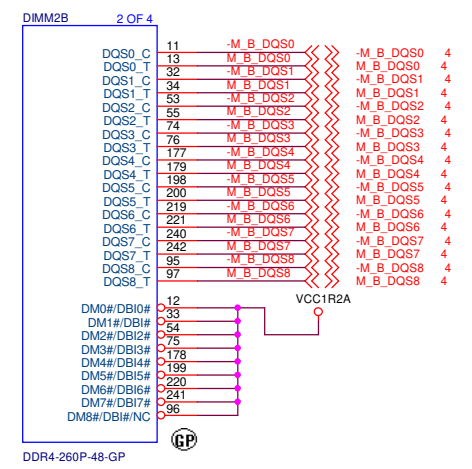 DIMM2B 2 OF 4
DQS0_C 11 -M_B_DQS0 -M_B_DQS0 4
DQS0_T 13 M_B_DQS0 M_B_DQS0 4
DQS1_C 32 -M_B_DQS1 -M_B_DQS1 4
DQS1_T 34 M_B_DQS1 M_B_DQS1 4
DQS2_C 53 -M_B_DQS2 -M_B_DQS2 4
DQS2_T 55 M_B_DQS2 M_B_DQS2 4
DQS3_C 74 -M_B_DQS3 -M_B_DQS3 4
DQS3_T 76 M_B_DQS3 M_B_DQS3 4
DQS4_C 177 -M_B_DQS4 -M_B_DQS4 4
DQS4_T 179 M_B_DQS4 M_B_DQS4 4
DQS5_C 198 -M_B_DQS5 -M_B_DQS5 4
DQS5_T 200 M_B_DQS5 M_B_DQS5 4
DQS6_C 219 -M_B_DQS6 -M_B_DQS6 4
DQS6_T 221 M_B_DQS6 M_B_DQS6 4
DQS7_C 240 -M_B_DQS7 -M_B_DQS7 4
DQS7_T 242 M_B_DQS7 M_B_DQS7 4
DQS8_C 95 -M_B_DQS8 -M_B_DQS8 4
DQS8_T 97 M_B_DQS8 M_B_DQS8 4
VCC1R2A
DM0#/DBI0# 12
DM1#/DBI# 33
DM2#/DBI2# 54
DM3#/DBI3# 75
DM4#/DBI4# 178
DM5#/DBI5# 199
DM6#/DBI6# 220
DM7#/DBI7# 241
DM8#/DBI#/NC 96
GP
DDR4-260P-48-GP